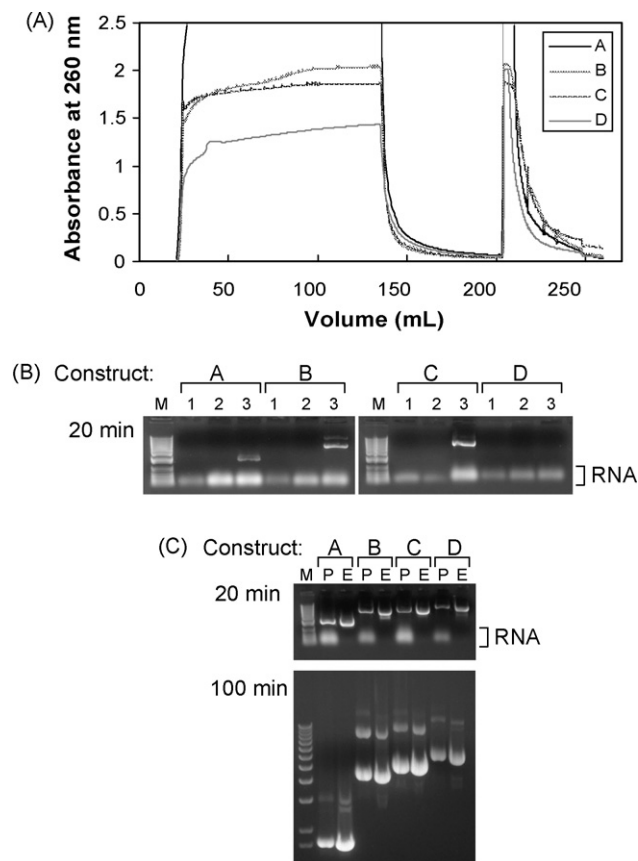 (A)
Absorbance at 260 nm
2.5
2
1.5
1
0.5
0
0 50 100 150 200 250
Volume (mL)
A
B
C
D
(B) Construct: A B C D
M 1 2 3 1 2 3 M 1 2 3 1 2 3
20 min
RNA
(C) Construct: A B C D
M P E P E P E P E
20 min
RNA
100 min